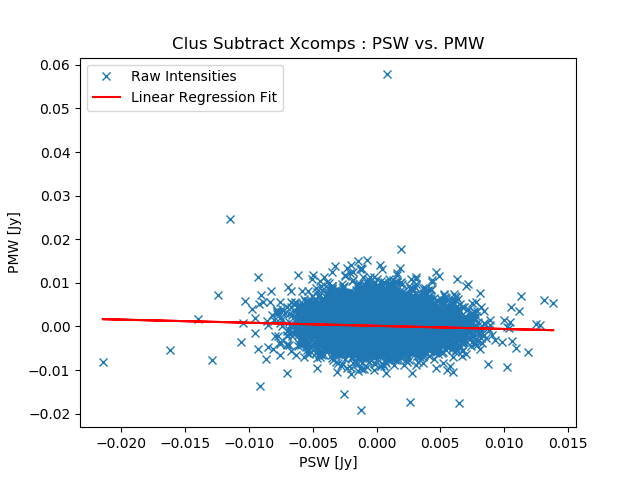 Clus Subtract Xcomps : PSW vs. PMW
Raw Intensities
Linear Regression Fit
0.06
0.05
0.04
0.03
0.02
0.01
0.00
−0.01
−0.02
PMW [Jy]
−0.020 −0.015 −0.010 −0.005 0.000 0.005 0.010 0.015
PSW [Jy]